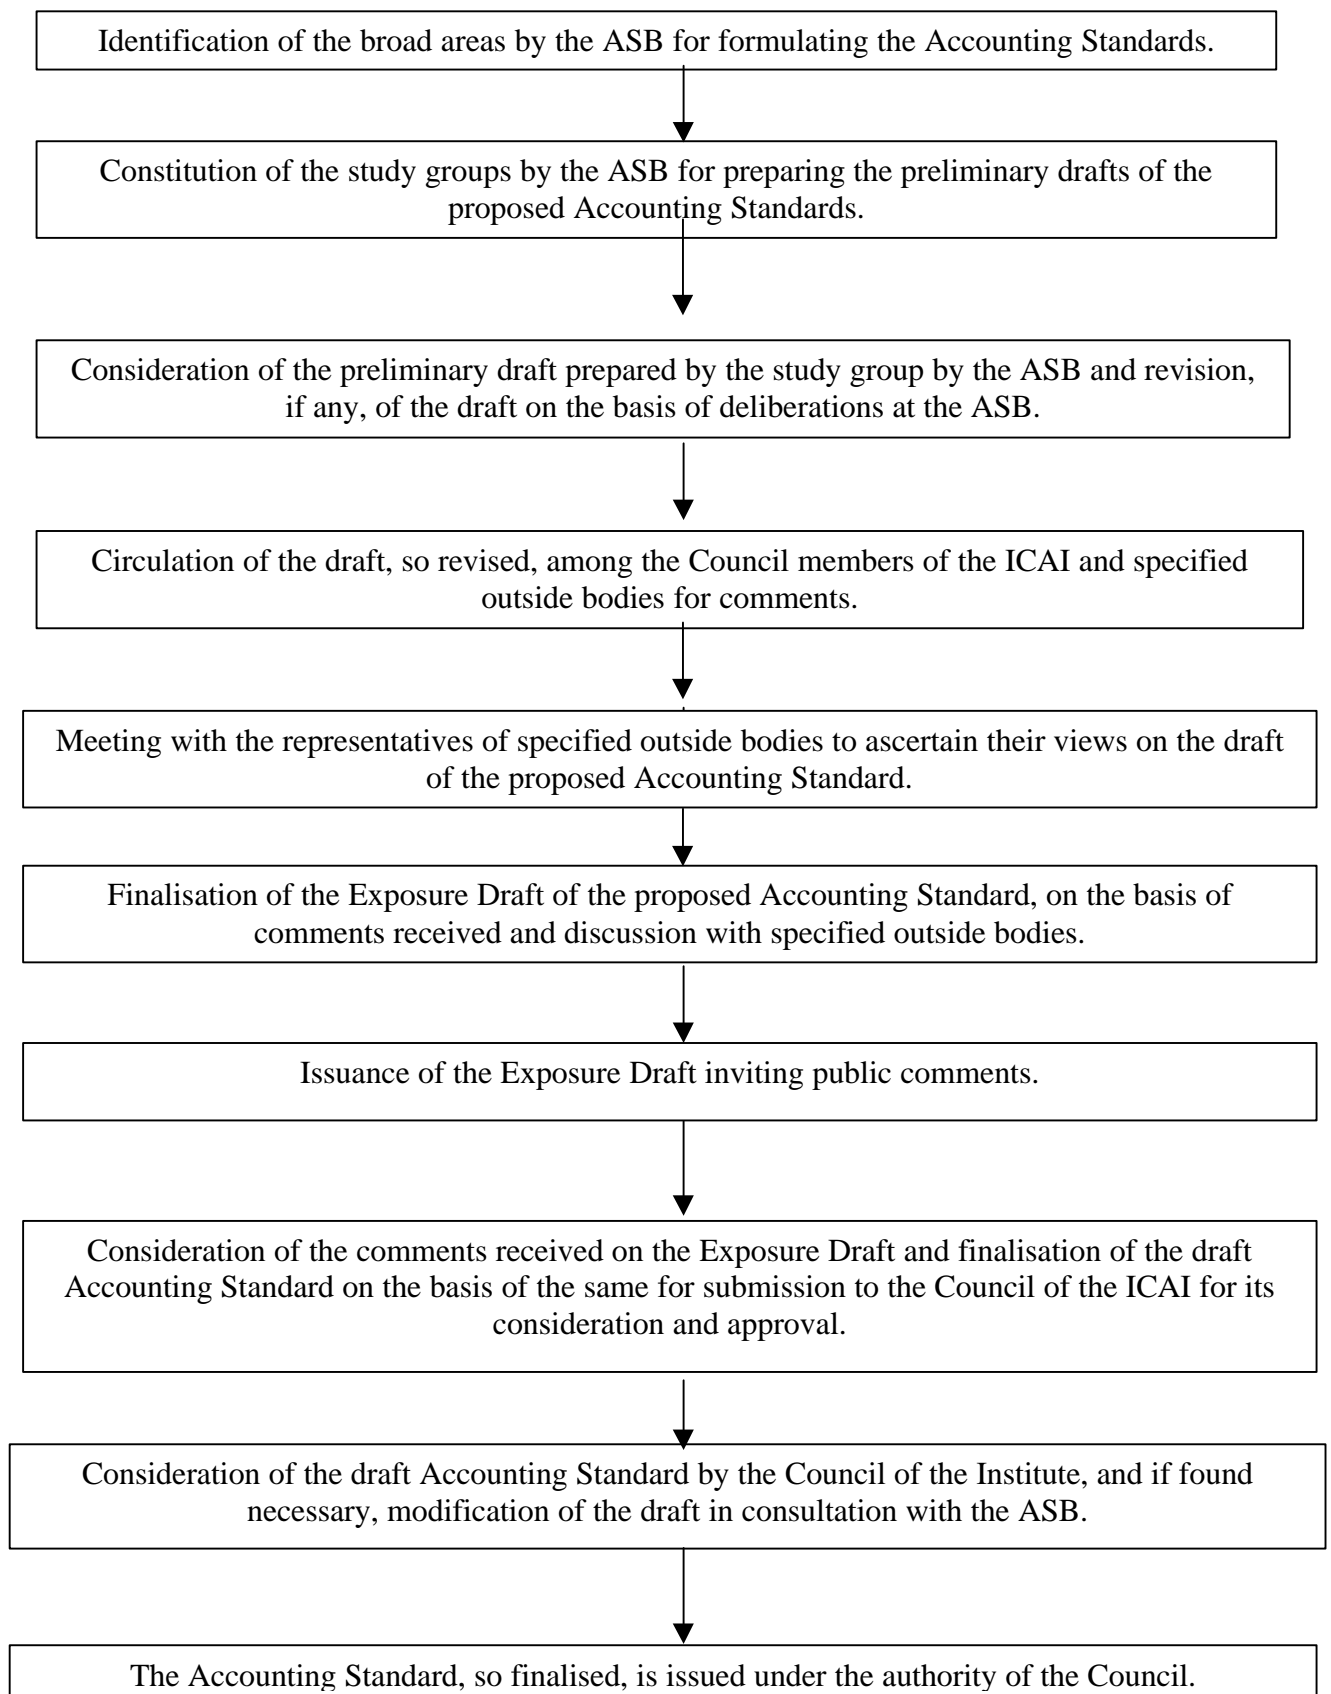 Identification of the broad areas by the ASB for formulating the Accounting Standards.
Constitution of the study groups by the ASB for preparing the preliminary drafts of the
proposed Accounting Standards.
Consideration of the preliminary draft prepared by the study group by the ASB and revision,
if any, of the draft on the basis of deliberations at the ASB.
Circulation of the draft, so revised, among the Council members of the ICAI and specified
outside bodies for comments.
Meeting with the representatives of specified outside bodies to ascertain their views on the draft
of the proposed Accounting Standard.
Finalisation of the Exposure Draft of the proposed Accounting Standard, on the basis of
comments received and discussion with specified outside bodies.
Issuance of the Exposure Draft inviting public comments.
Consideration of the comments received on the Exposure Draft and finalisation of the draft
Accounting Standard on the basis of the same for submission to the Council of the ICAI for its
consideration and approval.
Consideration of the draft Accounting Standard by the Council of the Institute, and if found
necessary, modification of the draft in consultation with the ASB.
The Accounting Standard, so finalised, is issued under the authority of the Council.